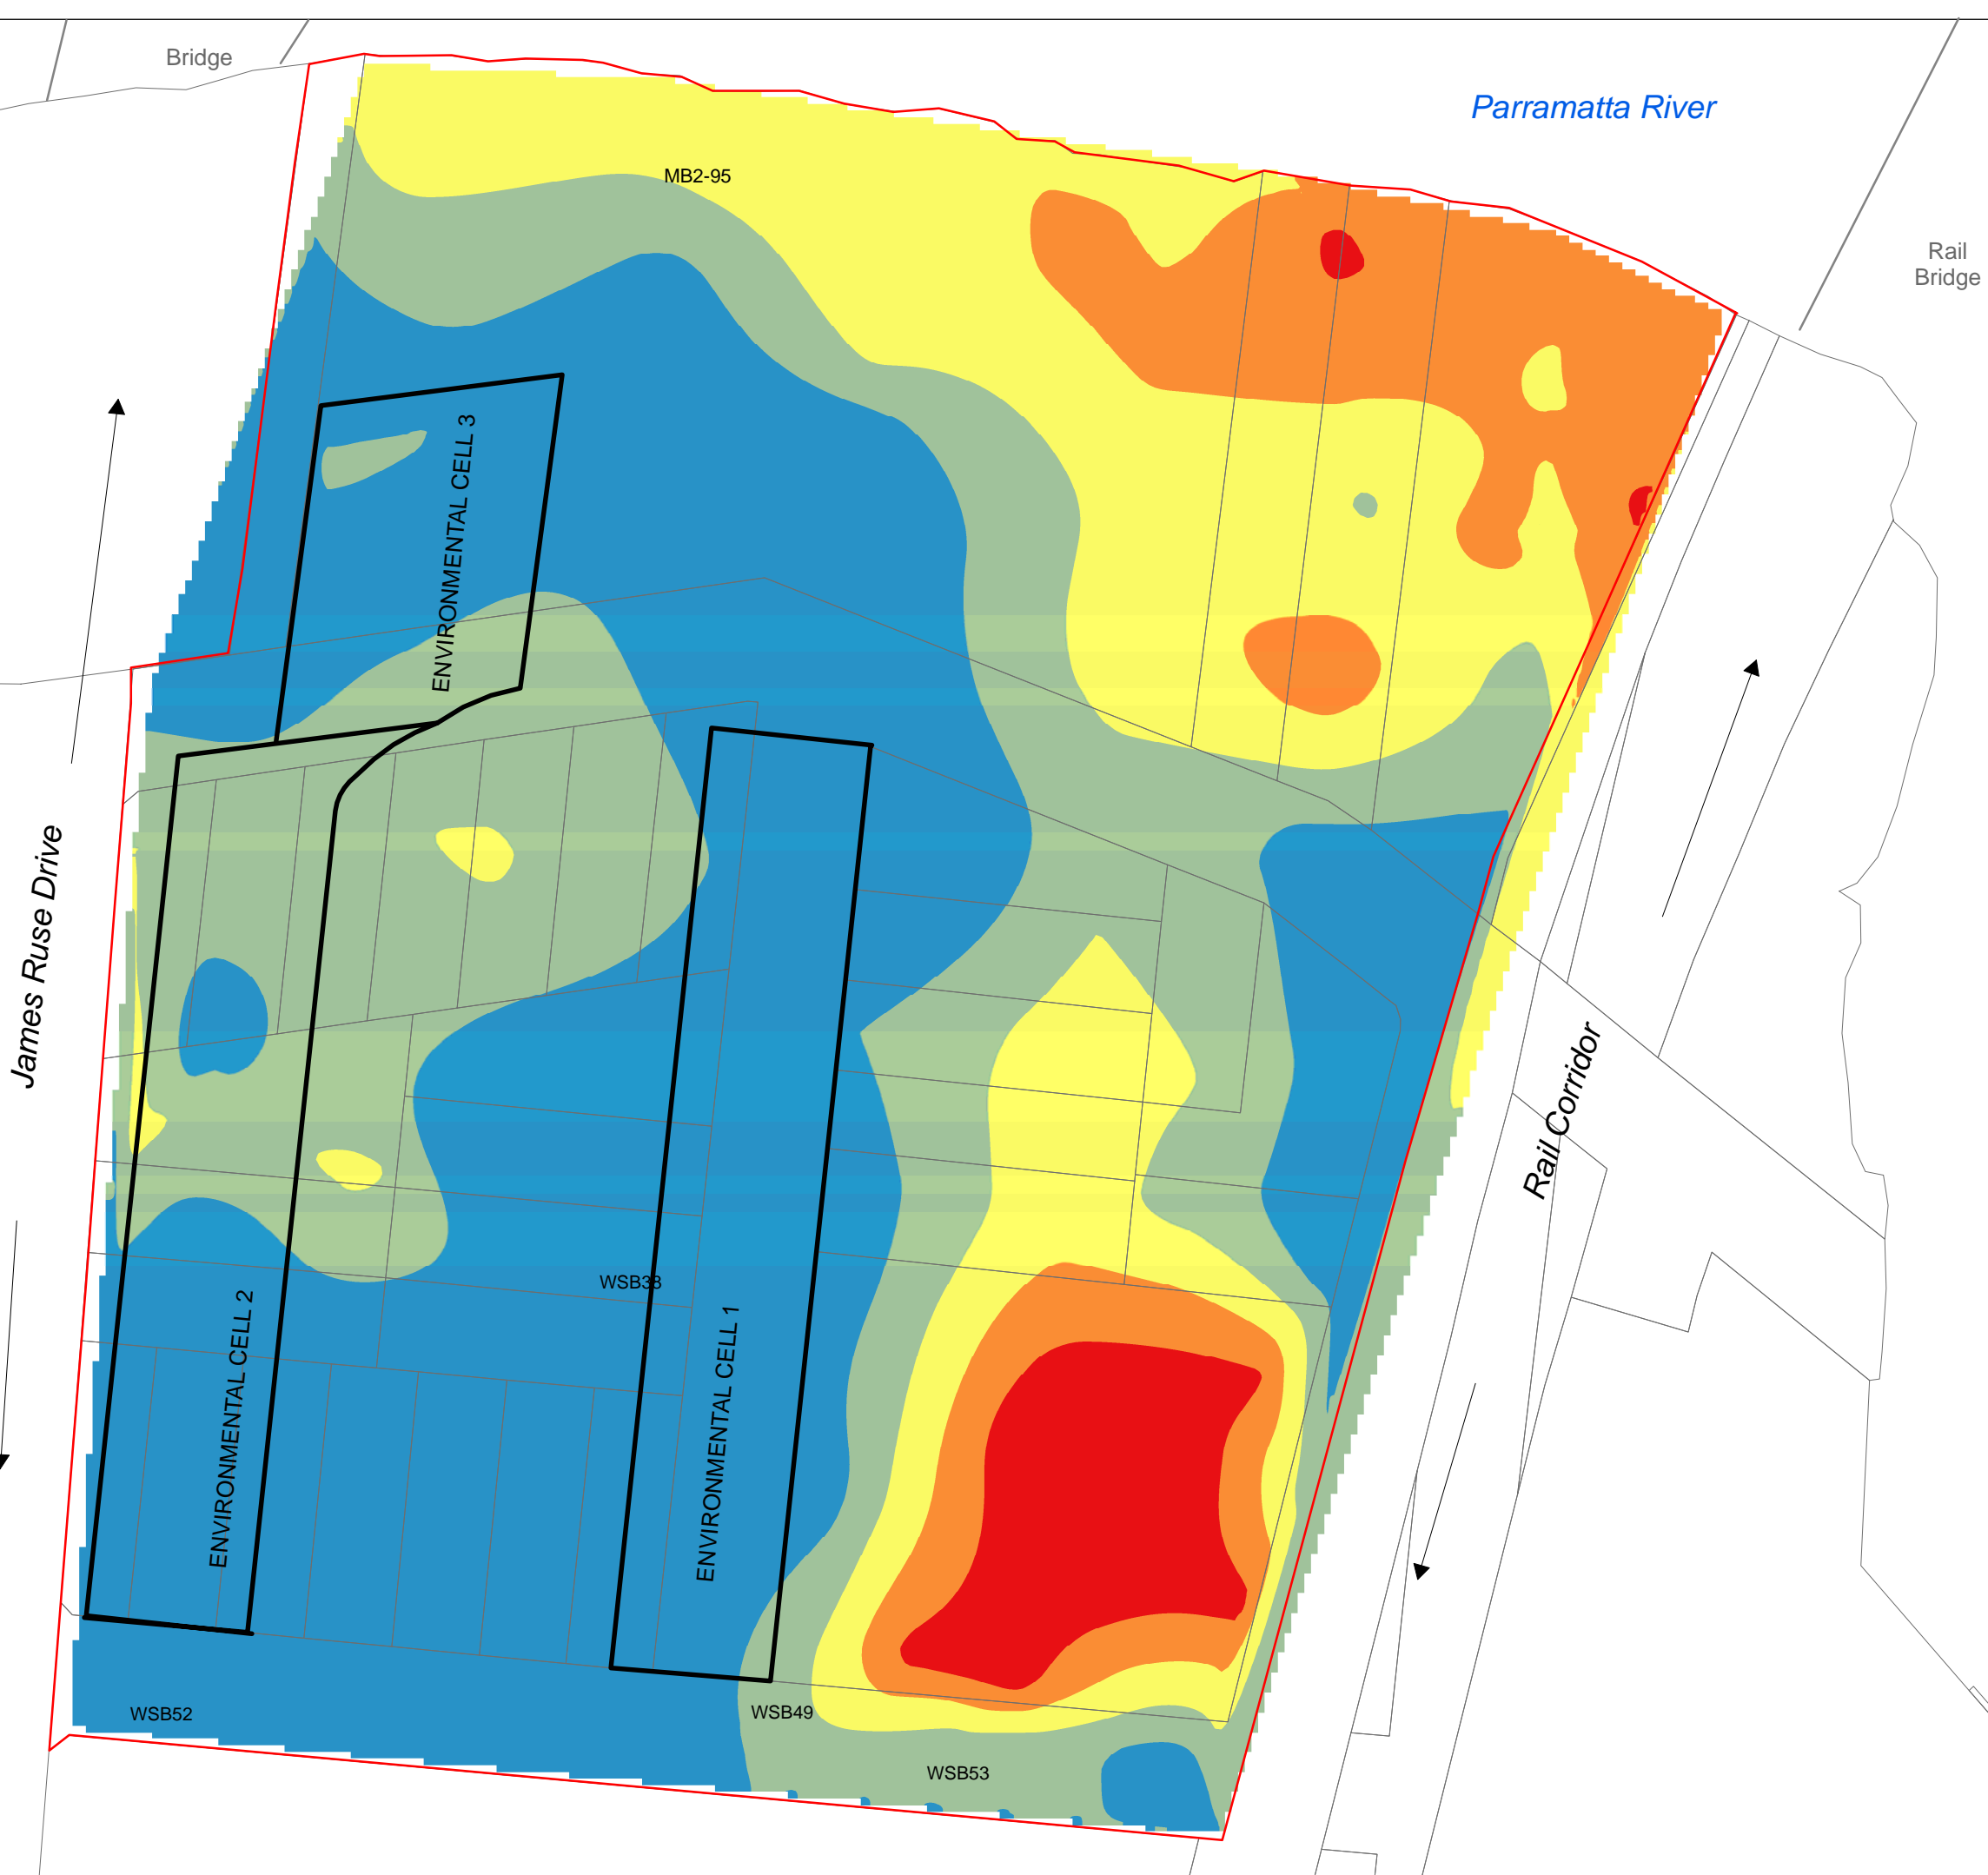 Bridge
Parramatta River
MB2-95
Rail
Bridge
ENVIRONMENTAL CELL 3
James Ruse Drive
Rail Corridor
WSB38
ENVIRONMENTAL CELL 2
ENVIRONMENTAL CELL 1
WSB52
WSB49
WSB53